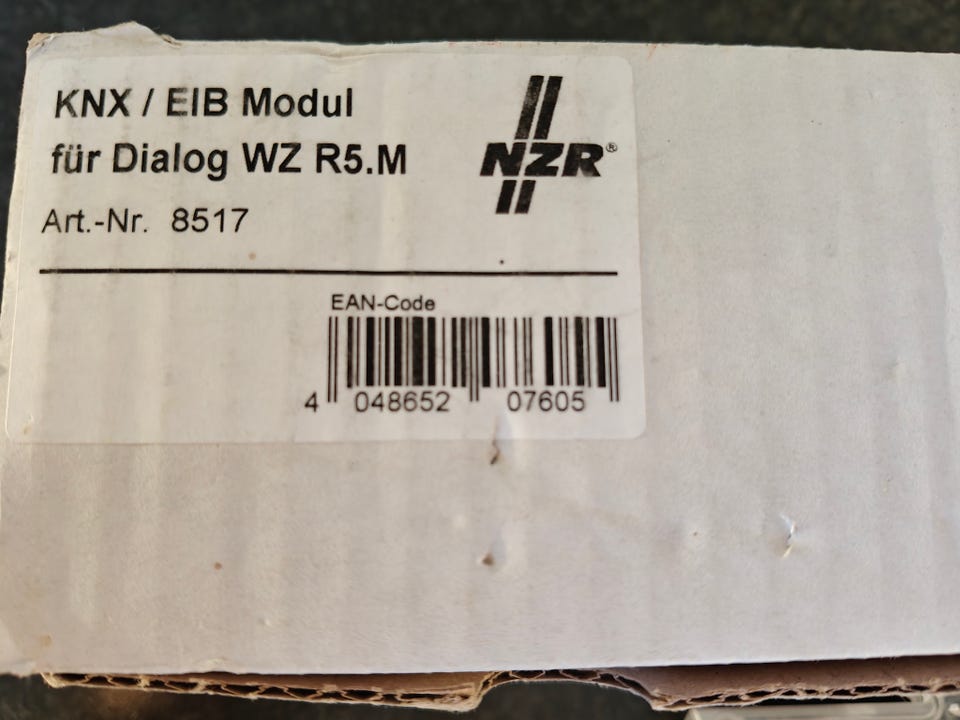 KNX / EIB Modul
für Dialog WZ R5.M
NZR®
Art.-Nr. 8517
EAN-Code
4 048652 07605